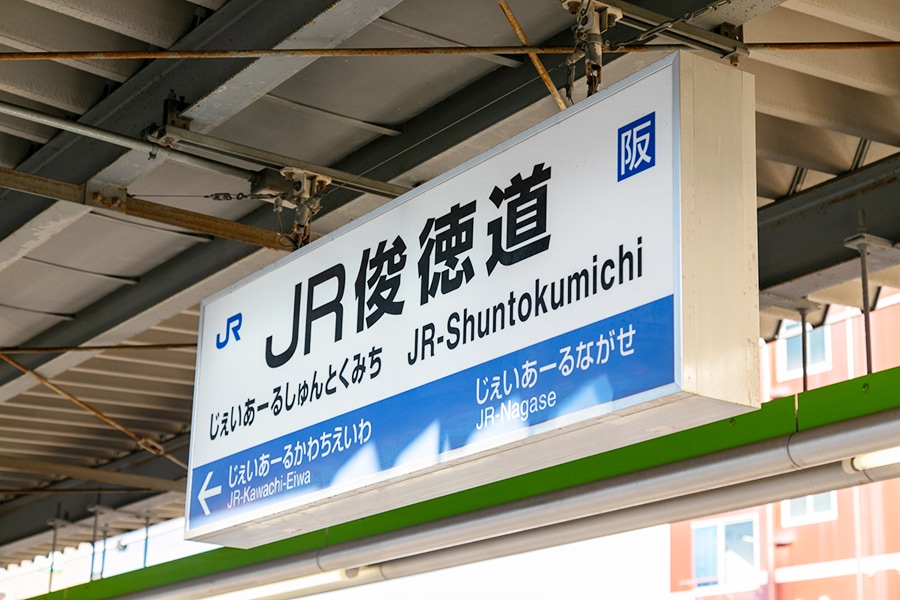 阪
JR
JR俊徳道
じぇいあーるしゅんとくみち JR-Shuntokumichi
じぇいあーるかわちえいわ
JR-Kawachi-Eiwa
じぇいあーるながせ
JR-Nagase